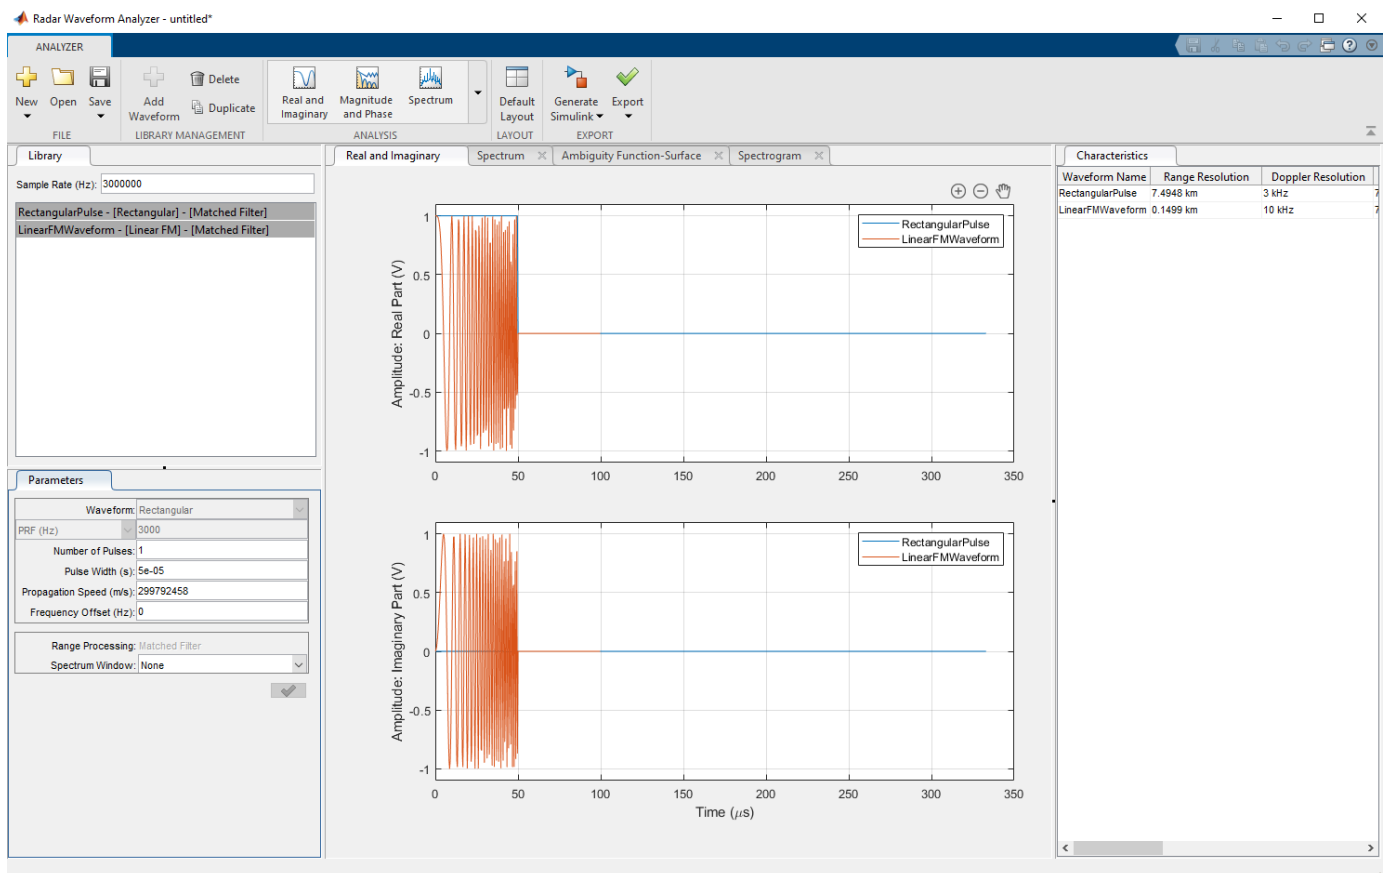 Radar Waveform Analyzer - untitled*
ANALYZER
New
Open
Save
Add
Waveform
Delete
Duplicate
Real and
Imaginary
Magnitude
and Phase
Spectrum
Default
Layout
Generate
Simulink
Export
FILE
LIBRARY MANAGEMENT
ANALYSIS
LAYOUT
EXPORT
Library
Sample Rate (Hz): 3000000
RectangularPulse - [Rectangular] - [Matched Filter]
LinearFMWaveform - [Linear FM] - [Matched Filter]
Parameters
Waveform: Rectangular
PRF (Hz) 3000
Number of Pulses: 1
Pulse Width (s): 5e-05
Propagation Speed (m/s): 299792458
Frequency Offset (Hz): 0
Range Processing: Matched Filter
Spectrum Window: None
Real and Imaginary Spectrum Ambiguity Function-Surface Spectrogram
Amplitude: Real Part (V)
1
0.5
0
-0.5
-1
0 50 100 150 200 250 300 350
RectangularPulse
LinearFMWaveform
Amplitude: Imaginary Part (V)
1
0.5
0
-0.5
-1
0 50 100 150 200 250 300 350
Time (μs)
RectangularPulse
LinearFMWaveform
Characteristics
Waveform Name Range Resolution Doppler Resolution
RectangularPulse 7.4948 km 3 kHz 7
LinearFMWaveform 0.1499 km 10 kHz 7